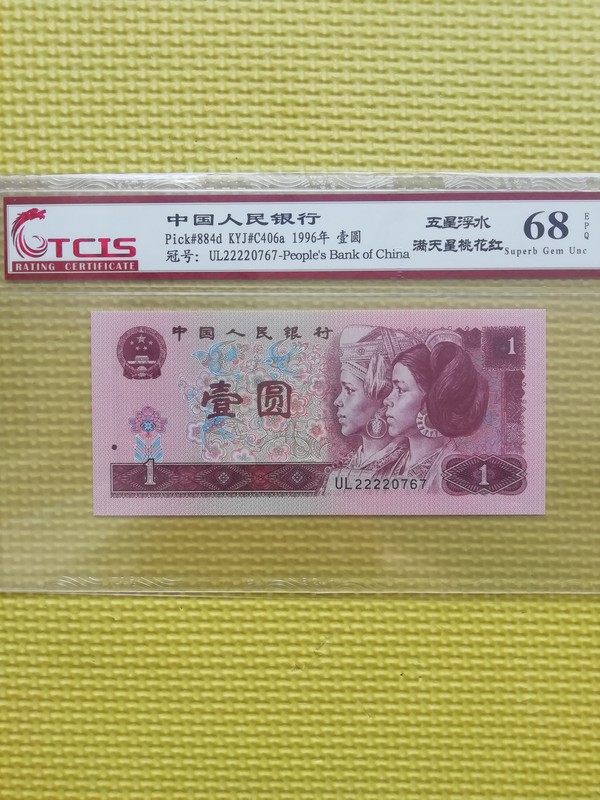 TCIS
RATING CERTIFICATE
中国人民银行
Pick#884d KYJ#C406a 1996年 壹圆
冠号: UL22220767-People's Bank of China
五星浮水
满天星桃花红
68
EPQ
Superb Gem Unc
中国人民银行
壹圆
1
1
1
UL22220767